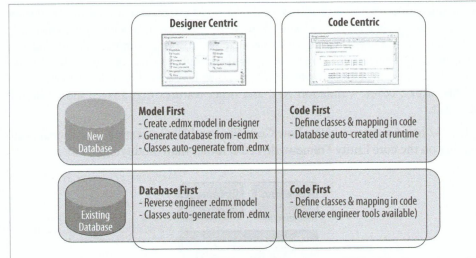 Designer Centric
Code Centric
New
Database
Model First
- Create .edmx model in designer
- Generate database from -edmx
- Classes auto-generate from .edmx
Code First
- Define classes & mapping in code
- Database auto-created at runtime
Existing
Database
Database First
- Reverse engineer .edmx model
- Classes auto-generate from .edmx
Code First
- Define classes & mapping in code
(Reverse engineer tools available)